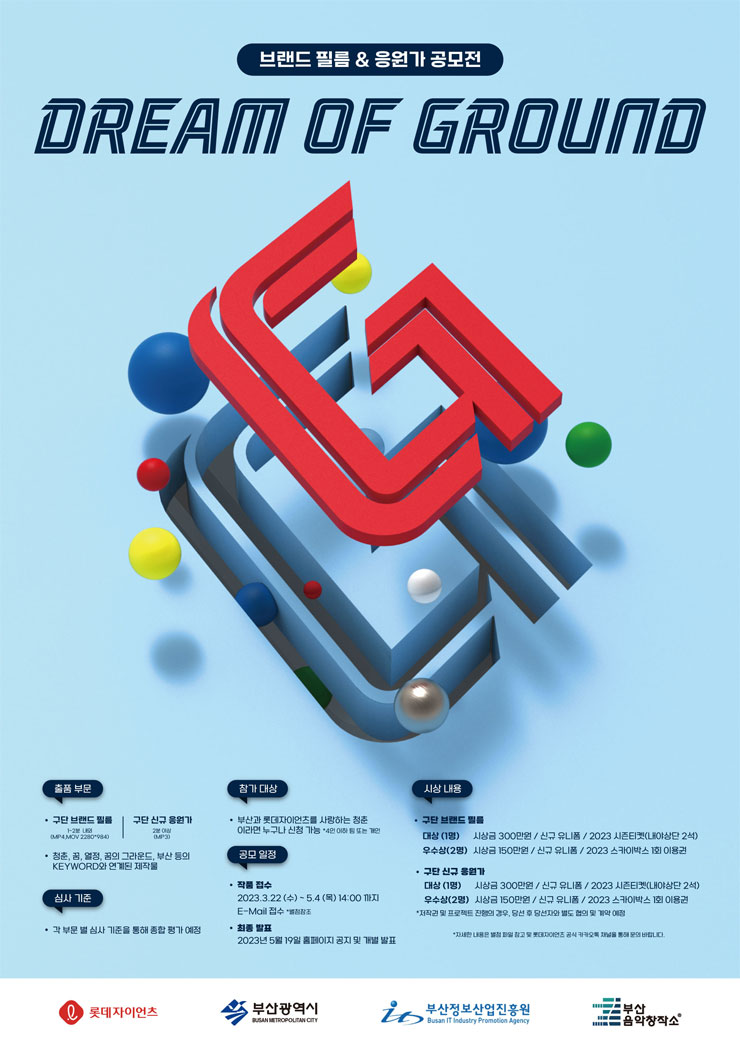 브랜드 필름 & 응원가 공모전
DREAM OF GROUND
출품 부문
• 구단 브랜드 필름
1-2분 내외
(MP4,MOV 2280*984)
구단 신규 응원가
2분 이상
(MP3)
• 청춘, 꿈, 열정, 꿈의 그라운드, 부산 등의
KEYWORD와 연계된 제작물
심사 기준
• 각 부문 별 심사 기준을 통해 종합 평가 예정
참가 대상
• 부산과 롯데자이언츠를 사랑하는 청춘
이라면 누구나 신청 가능 *4인 이하 팀 또는 개인
공모 일정
• 작품 접수
2023.3.22 (수) ~ 5.4 (목) 14:00 까지
E-Mail 접수 *별첨참조
• 최종 발표
2023년 5월 19일 홈페이지 공지 및 개별 발표
시상 내용
• 구단 브랜드 필름
대상 (1명) 시상금 300만원 / 신규 유니폼 / 2023 시즌티켓(내야상단 2석)
우수상(2명) 시상금 150만원 / 신규 유니폼 / 2023 스카이박스 1회 이용권
• 구단 신규 응원가
대상 (1명) 시상금 300만원 / 신규 유니폼 / 2023 시즌티켓(내야상단 2석)
우수상(2명) 시상금 150만원 / 신규 유니폼 / 2023 스카이박스 1회 이용권
*저작권 및 프로젝트 진행의 경우, 당선 후 당선자와 별도 협의 및 계약 예정
*자세한 내용은 별첨 파일 참고 및 롯데자이언츠 공식 카카오톡 채널을 통해 문의 바랍니다.
롯데자이언츠
부산광역시
BUSAN METROPOLITAN CITY
부산정보산업진흥원
Busan IT Industry Promotion Agency
부산
음악창작소